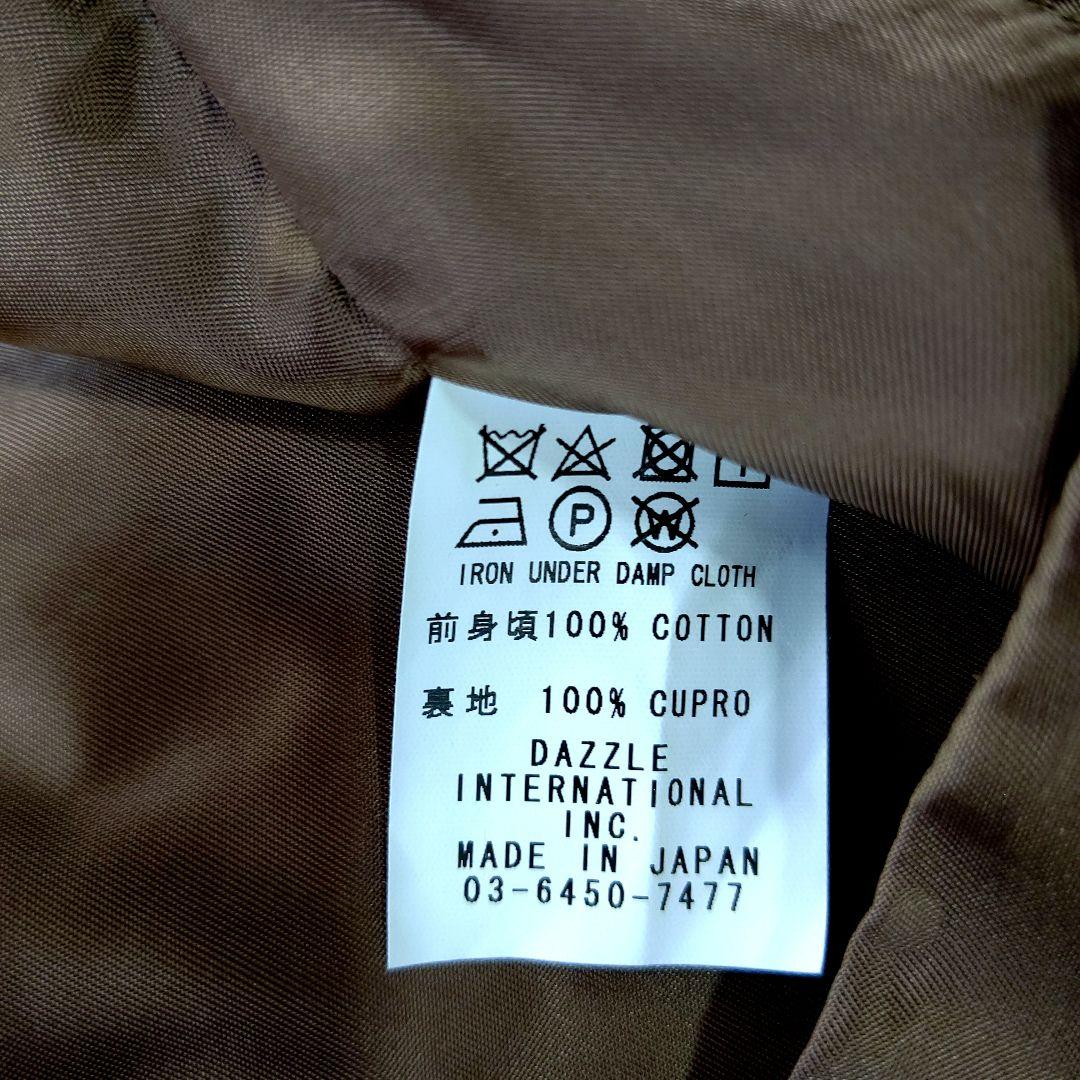 P
W
IRON UNDER DAMP CLOTH
前身頃100% COTTON
裏地 100% CUPRO
DAZZLE
INTERNATIONAL
INC.
MADE IN JAPAN
03-6450-7477